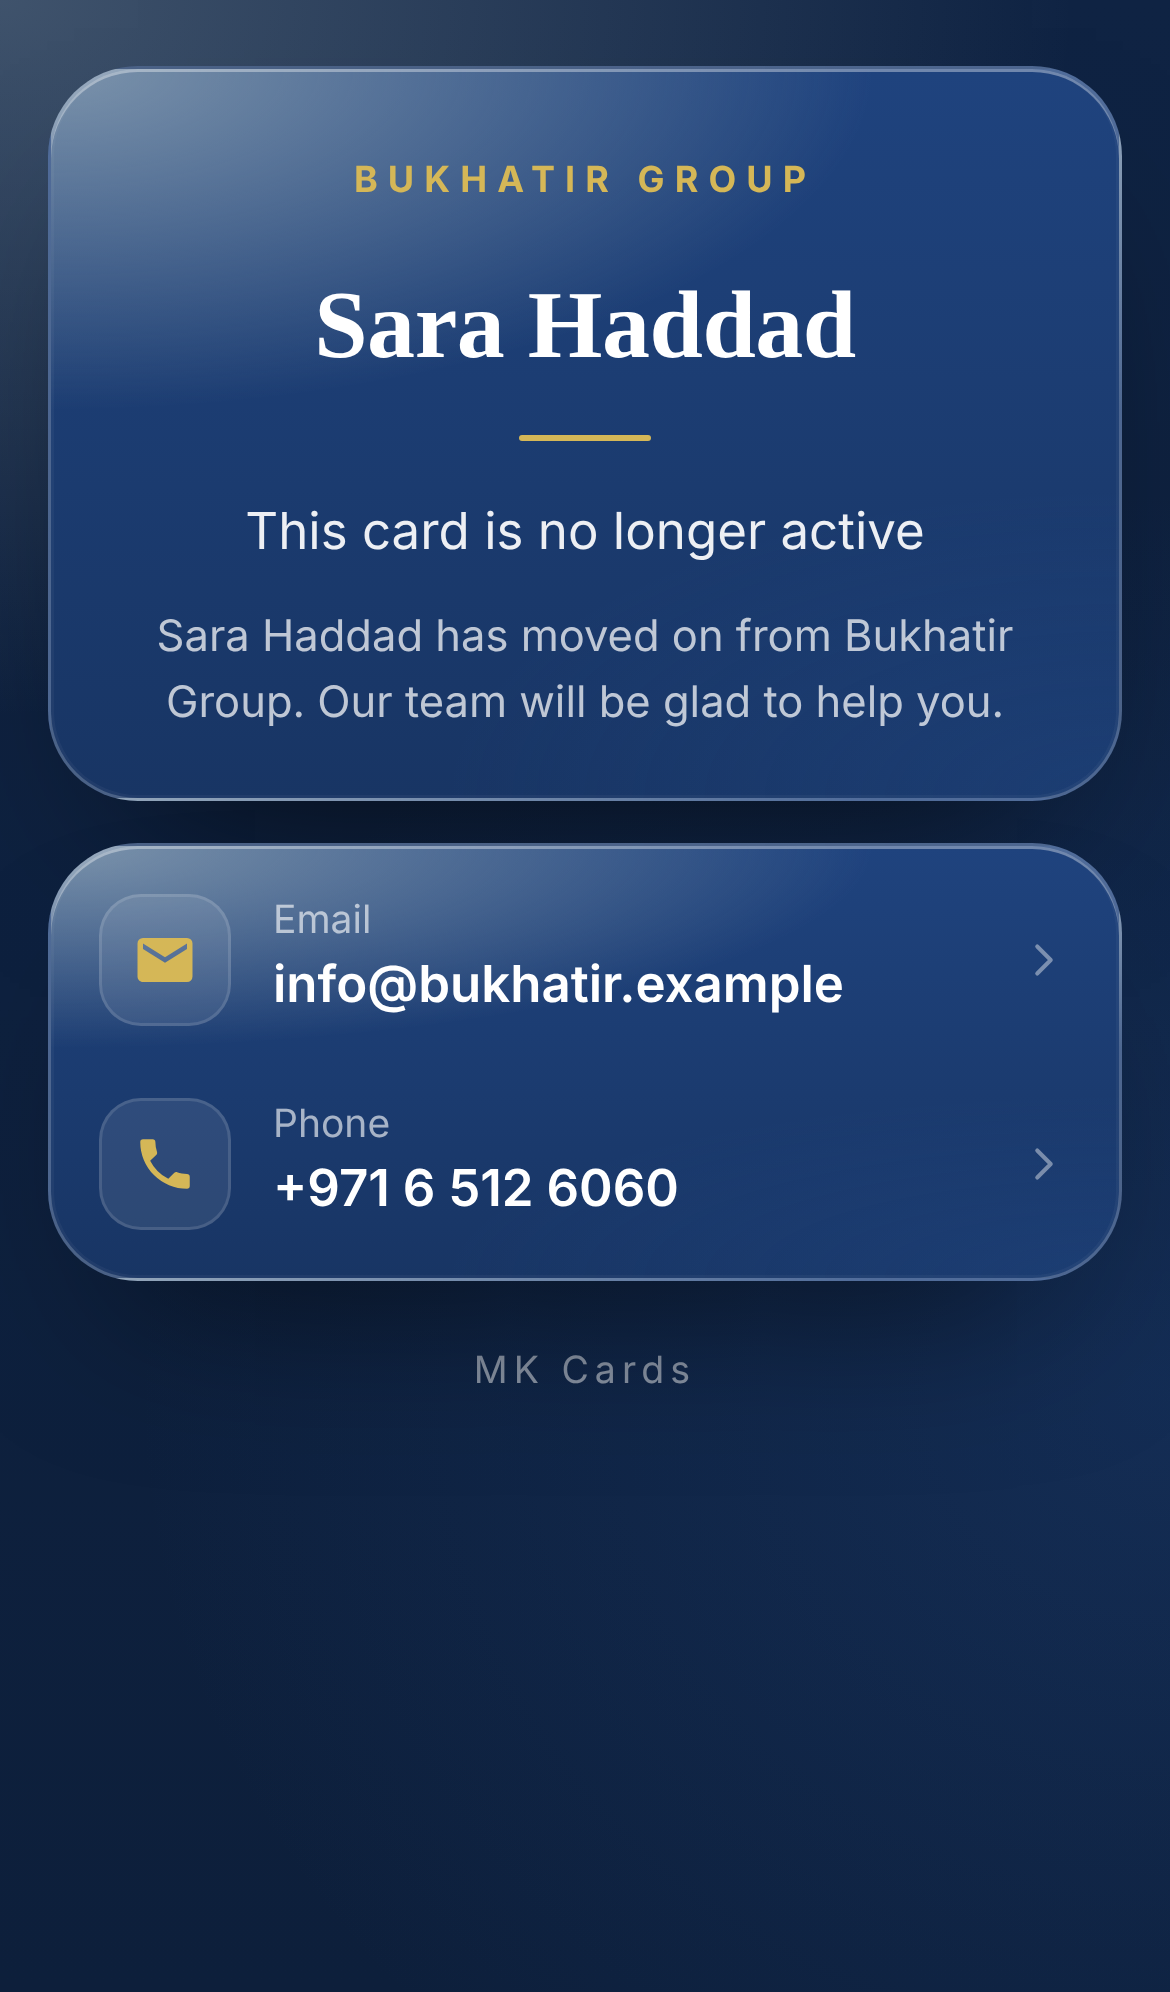 BUKHATIR GROUP
Sara Haddad
This card is no longer active
Sara Haddad has moved on from Bukhatir
Group. Our team will be glad to help you.
Email
info@bukhatir.example
Phone
+971 6 512 6060
MK Cards